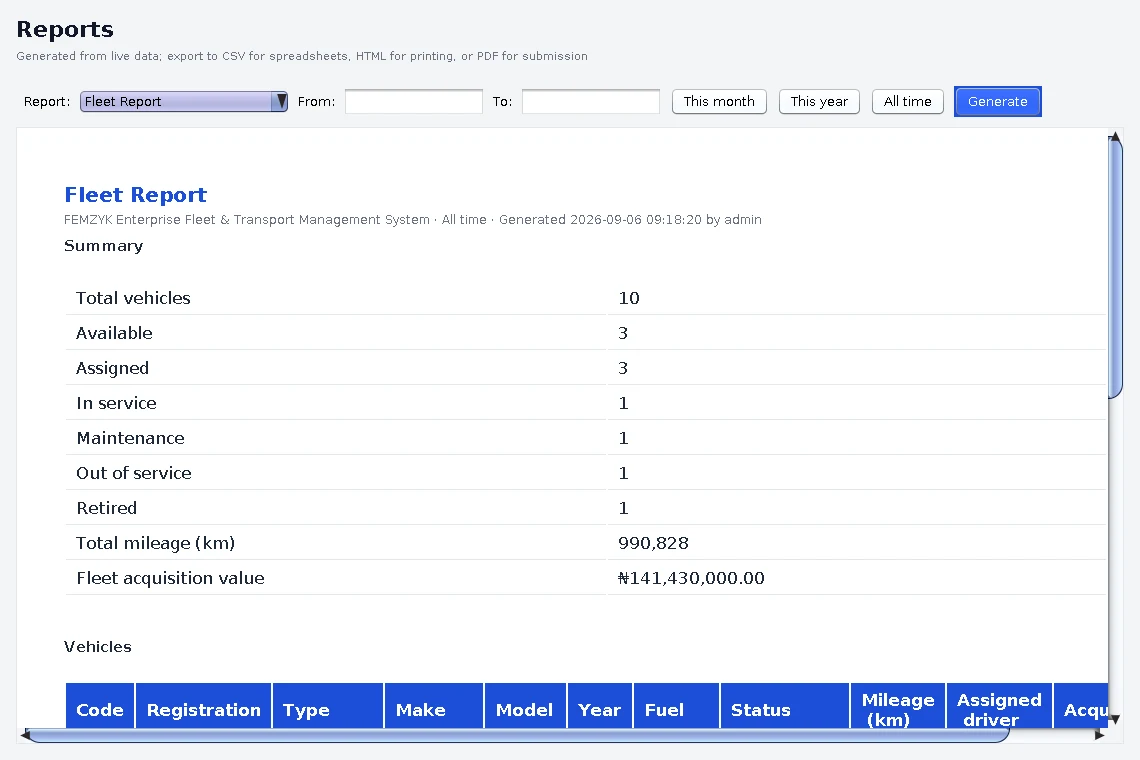 Reports
Generated from live data; export to CSV for spreadsheets, HTML for printing, or PDF for submission
Report: Fleet Report From: To: This month This year All time Generate
Fleet Report
FEMZYK Enterprise Fleet & Transport Management System · All time · Generated 2026-09-06 09:18:20 by admin
Summary
Total vehicles 10
Available 3
Assigned 3
In service 1
Maintenance 1
Out of service 1
Retired 1
Total mileage (km) 990,828
Fleet acquisition value ₦141,430,000.00
Vehicles
Code Registration Type Make Model Year Fuel Status Mileage (km) Assigned driver Acqu